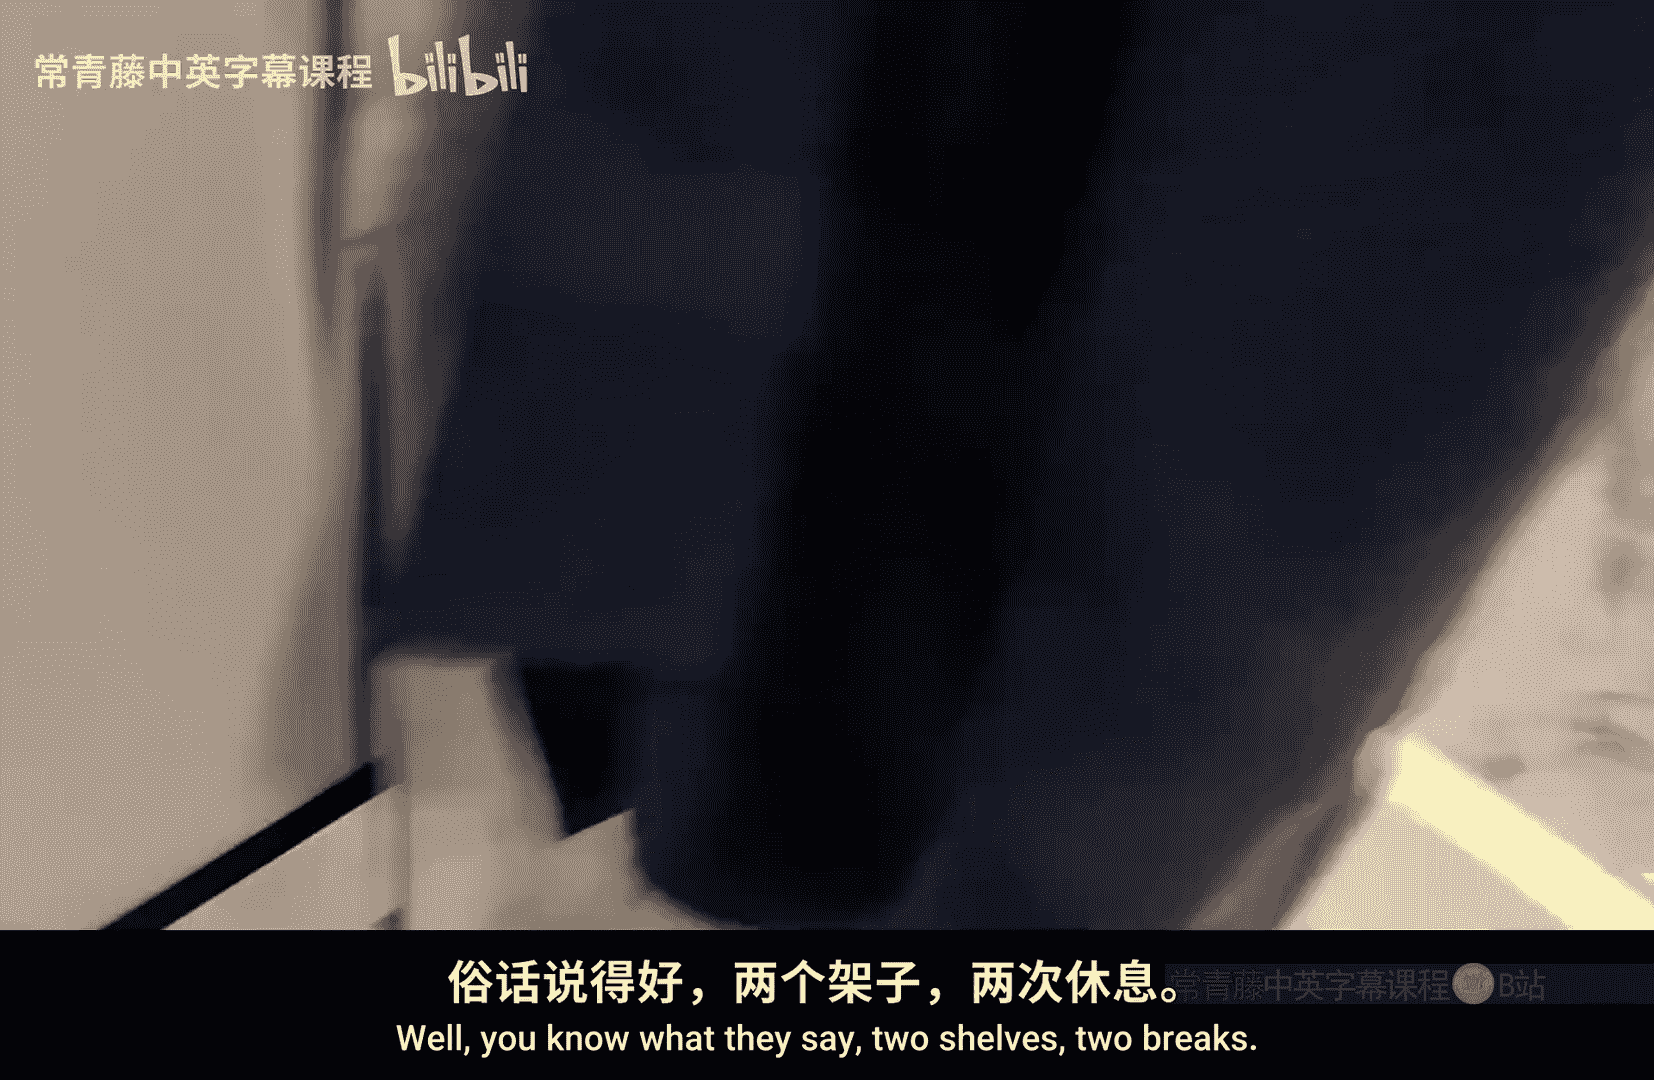 常青藤中英字幕课程 bilibili
俗话说得好，两个架子，两次休息。
常青藤中英字幕课程 B站
Well, you know what they say, two shelves, two breaks.